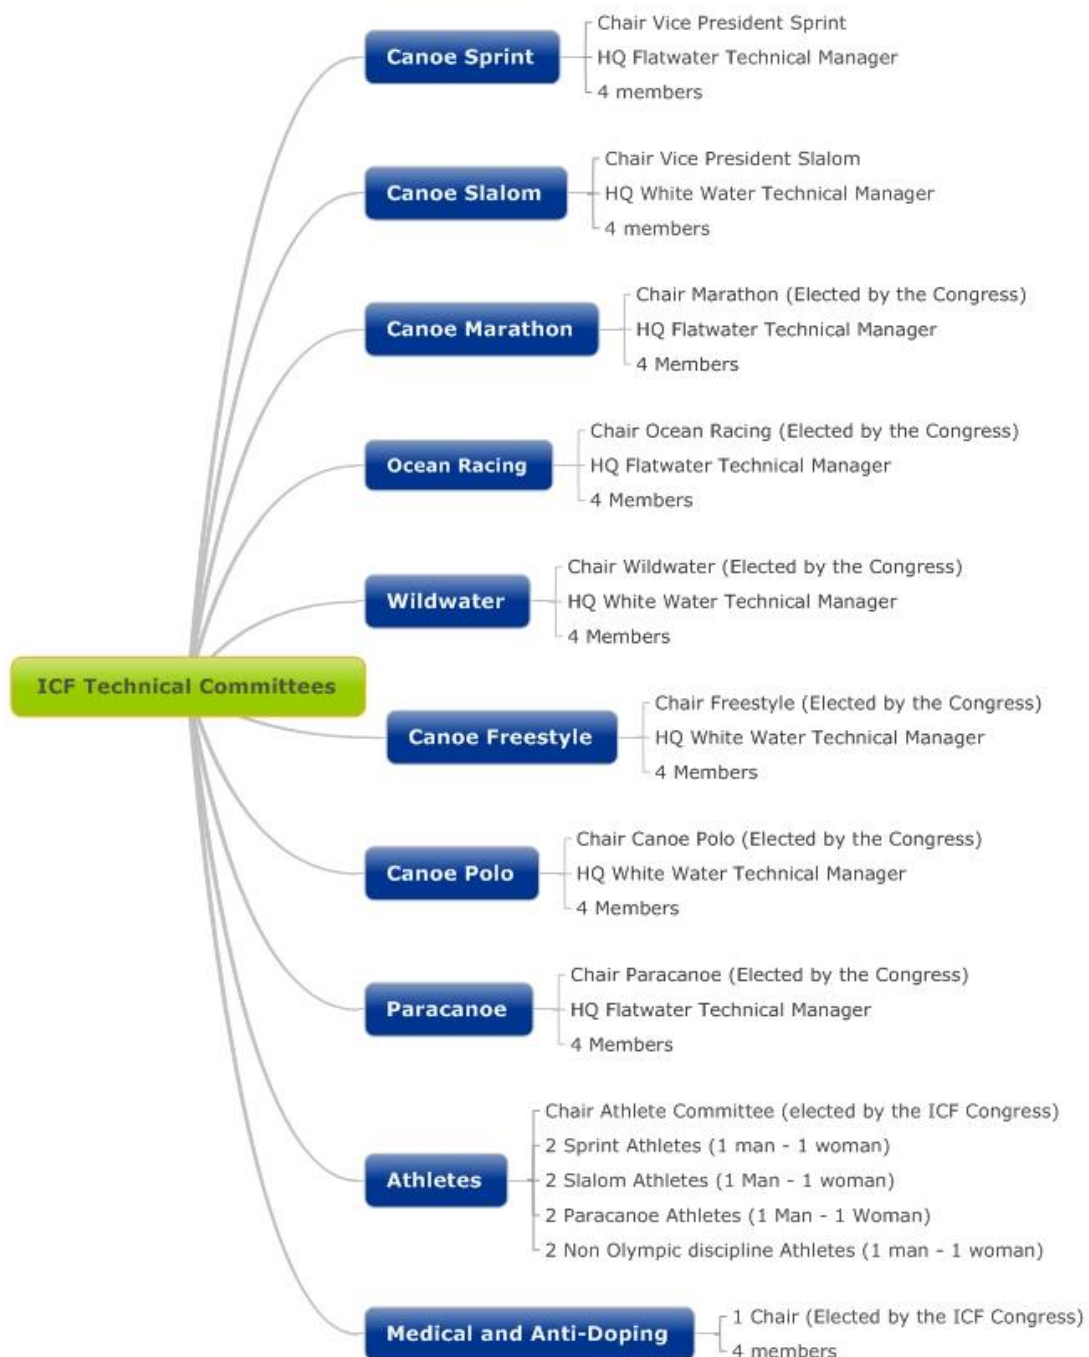 Canoe Sprint
Chair Vice President Sprint
HQ Flatwater Technical Manager
4 members
Canoe Slalom
Chair Vice President Slalom
HQ White Water Technical Manager
4 members
Canoe Marathon
Chair Marathon (Elected by the Congress)
HQ Flatwater Technical Manager
4 Members
Ocean Racing
Chair Ocean Racing (Elected by the Congress)
HQ Flatwater Technical Manager
4 Members
Wildwater
Chair Wildwater (Elected by the Congress)
HQ White Water Technical Manager
4 Members
ICF Technical Committees
Canoe Freestyle
Chair Freestyle (Elected by the Congress)
HQ White Water Technical Manager
4 Members
Canoe Polo
Chair Canoe Polo (Elected by the Congress)
HQ White Water Technical Manager
4 Members
Paracanoe
Chair Paracanoe (Elected by the Congress)
HQ Flatwater Technical Manager
4 Members
Athletes
Chair Athlete Committee (elected by the ICF Congress)
2 Sprint Athletes (1 man - 1 woman)
2 Slalom Athletes (1 Man - 1 woman)
2 Paracanoe Athletes (1 Man - 1 Woman)
2 Non Olympic discipline Athletes (1 man - 1 woman)
Medical and Anti-Doping
1 Chair (Elected by the ICF Congress)
4 members